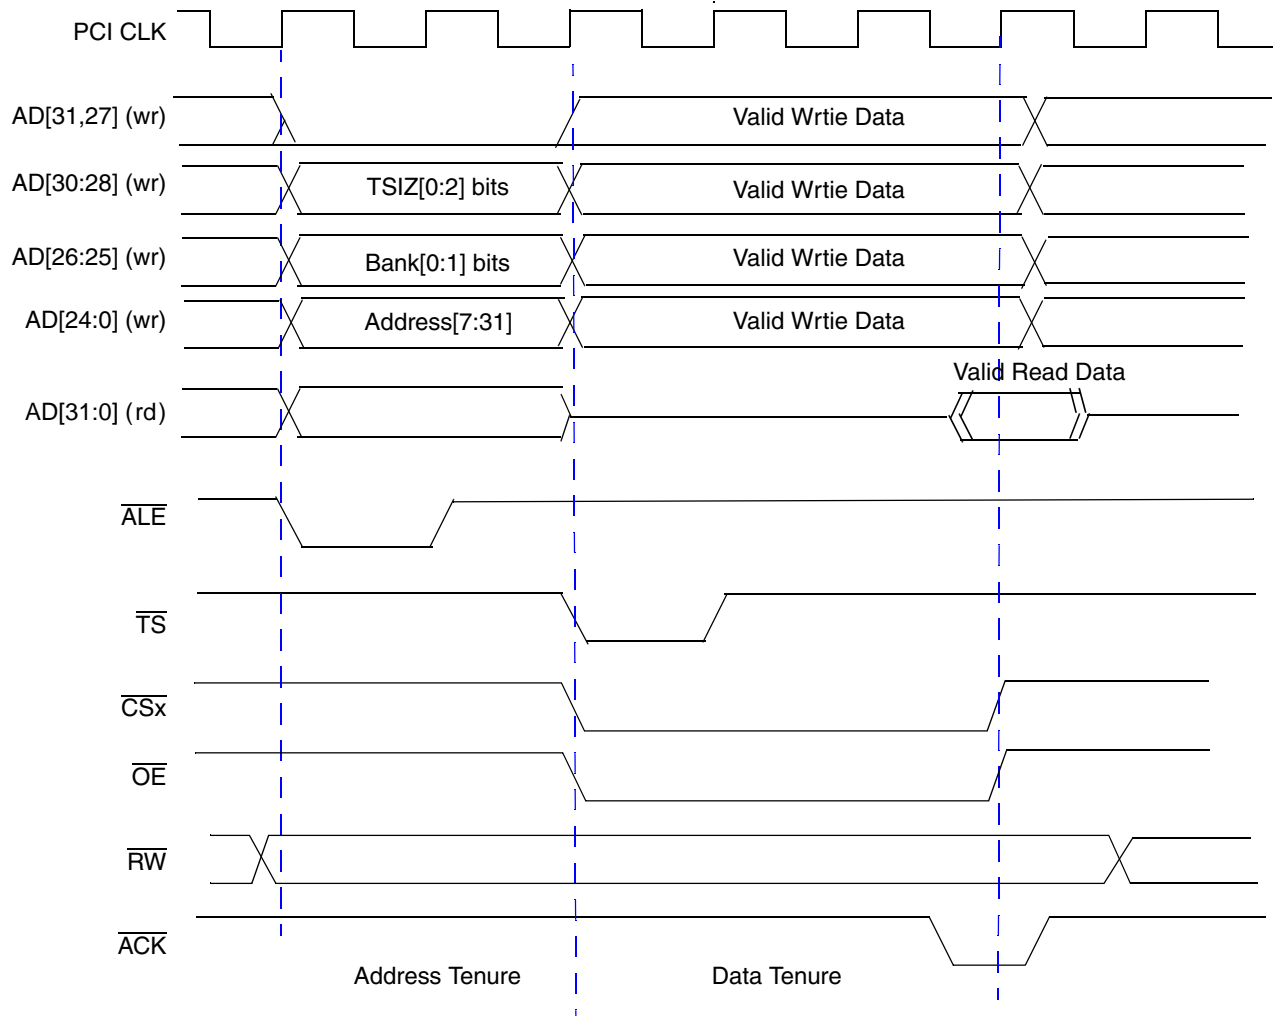 PCI CLK
AD[31,27] (wr)
Valid Wrtie Data
AD[30:28] (wr)
TSIZ[0:2] bits
Valid Wrtie Data
AD[26:25] (wr)
Bank[0:1] bits
Valid Wrtie Data
AD[24:0] (wr)
Address[7:31]
Valid Wrtie Data
Valid Read Data
AD[31:0] (rd)
ALE
TS
CSx
OE
RW
ACK
Address Tenure
Data Tenure